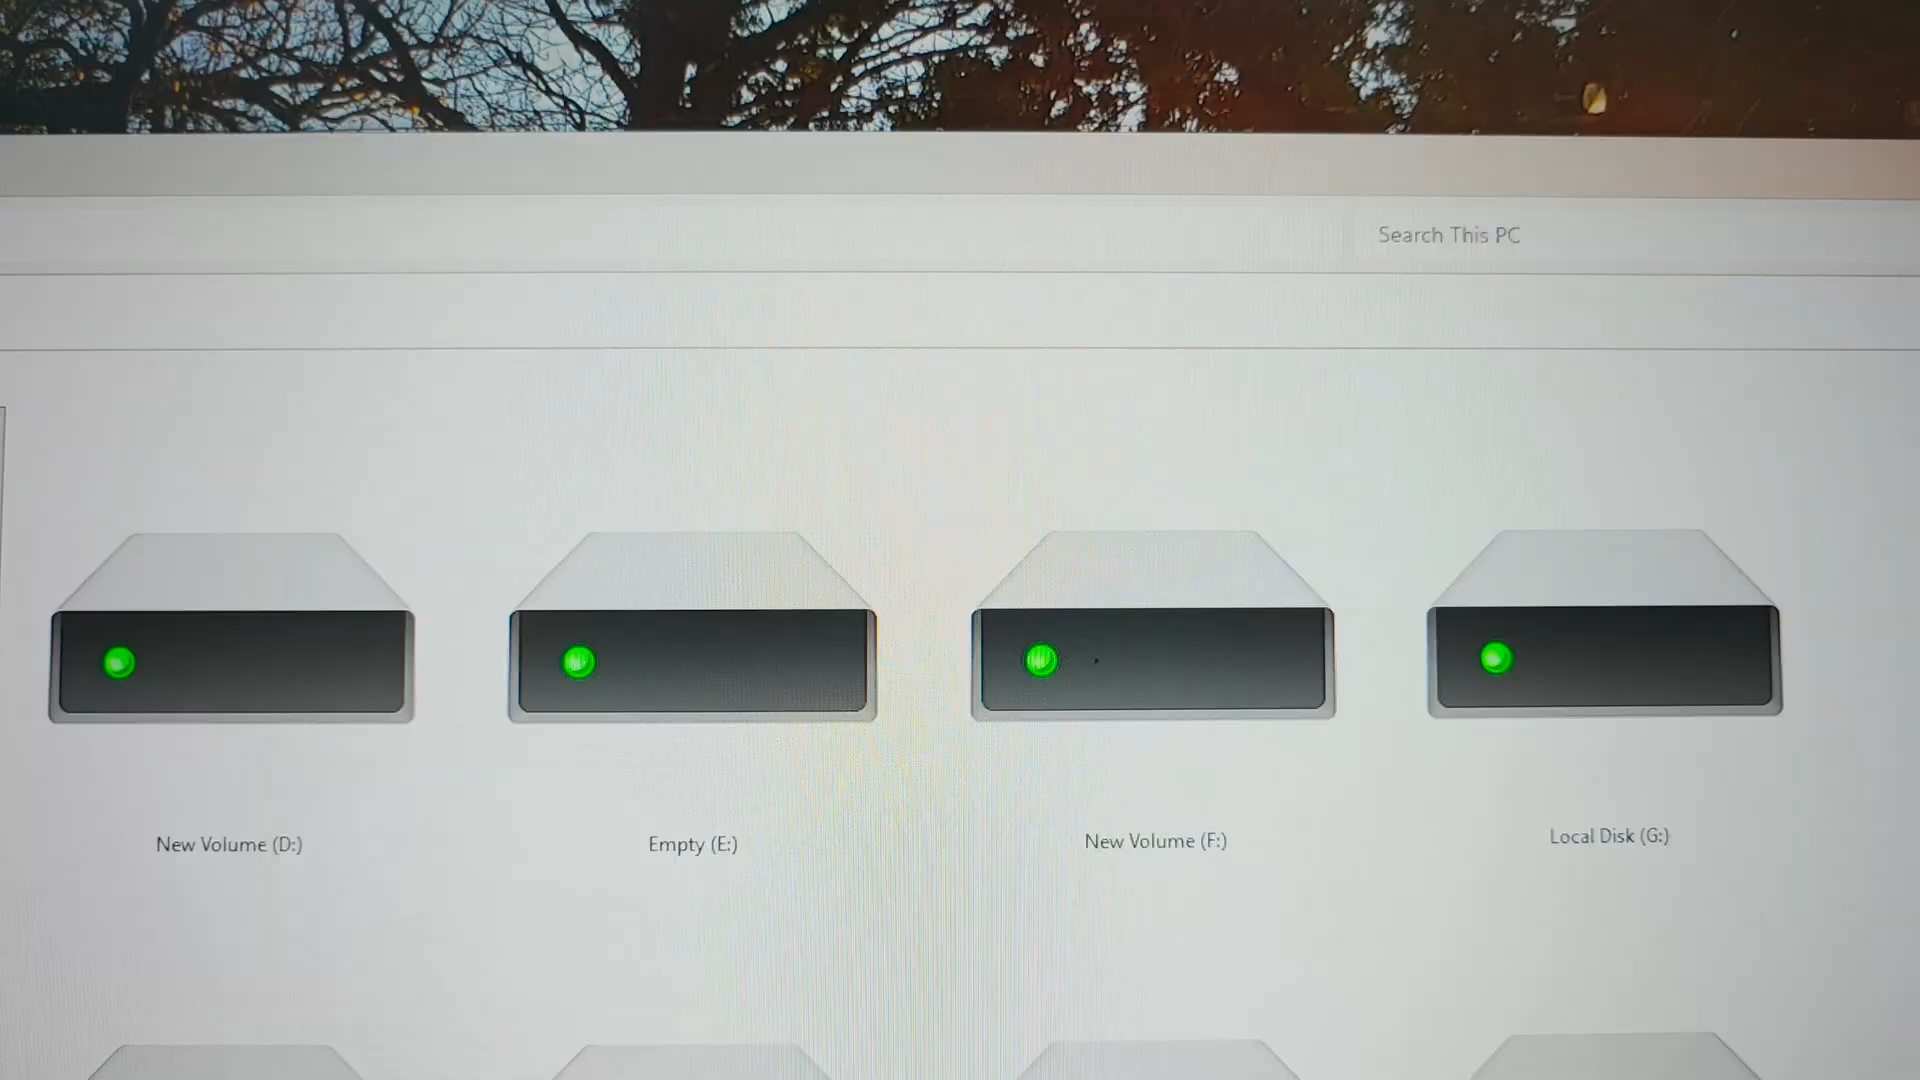 Search This PC
New Volume (D:)
Empty (E:)
New Volume (F:)
Local Disk (G:)